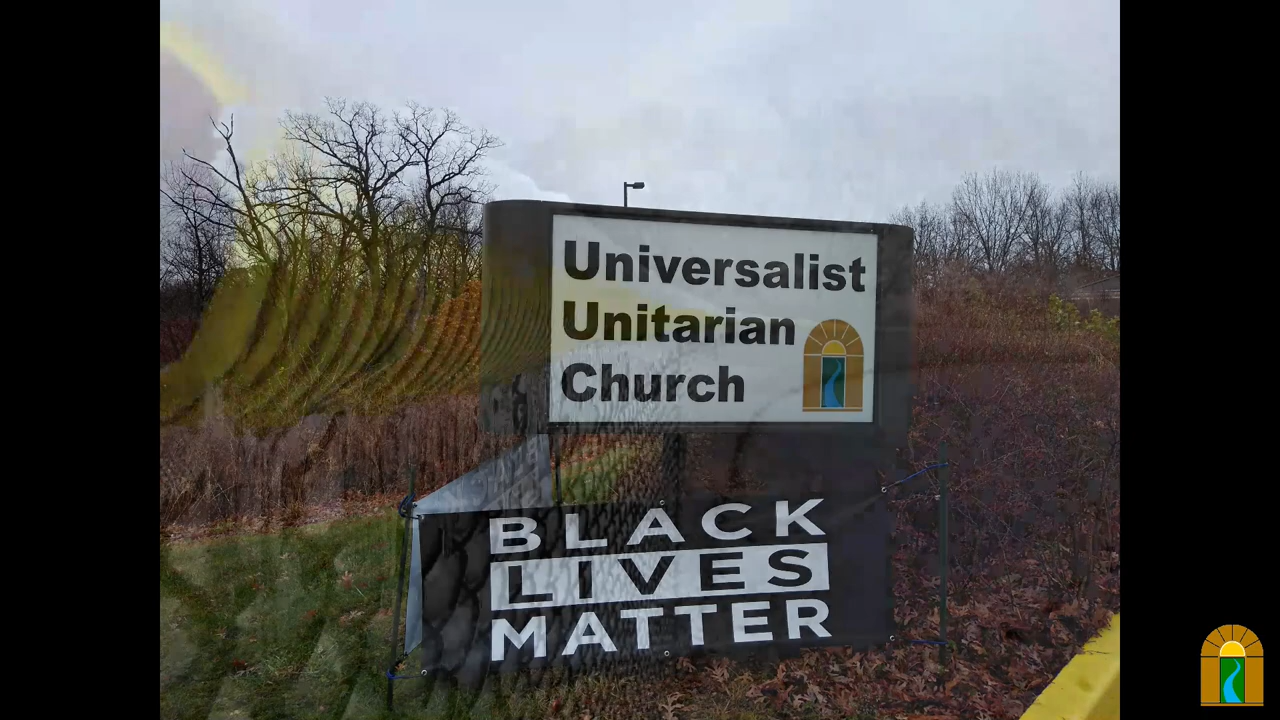 Universalist
Unitarian
Church
BLACK
LIVES
MATTER